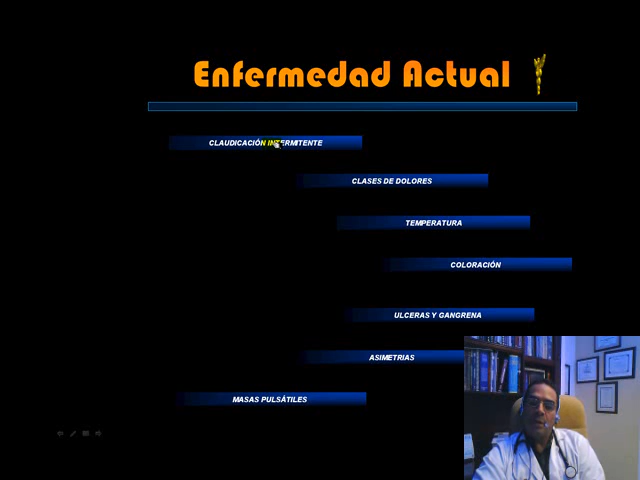 Enfermedad Actual
CLAUDICACIÓN INTERMITENTE
CLASES DE DOLORES
TEMPERATURA
COLORACIÓN
ULCERAS Y GANGRENA
ASIMETRIAS
MASAS PULSÁTILES